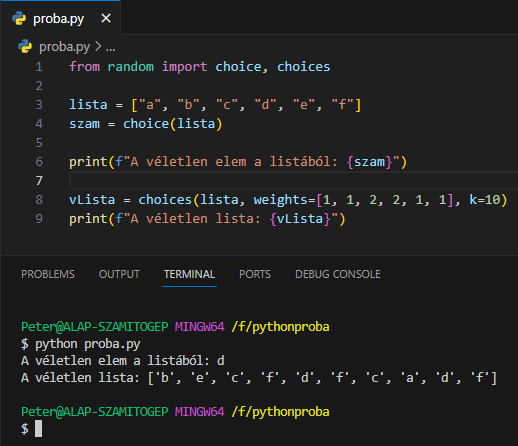 proba.py ×
proba.py > ...
1 from random import choice, choices
2
3 lista = ["a", "b", "c", "d", "e", "f"]
4 szam = choice(lista)
5
6 print(f"A véletlen elem a listából: {szam}")
7
8 vLista = choices(lista, weights=[1, 1, 2, 2, 1, 1], k=10)
9 print(f"A véletlen lista: {vLista}")
PROBLEMS OUTPUT TERMINAL PORTS DEBUG CONSOLE
Peter@ALAP-SZAMITOGEP MINGW64 /f/pythonproba
$ python proba.py
A véletlen elem a listából: d
A véletlen lista: ['b', 'e', 'c', 'f', 'd', 'f', 'c', 'a', 'd', 'f']
Peter@ALAP-SZAMITOGEP MINGW64 /f/pythonproba
$